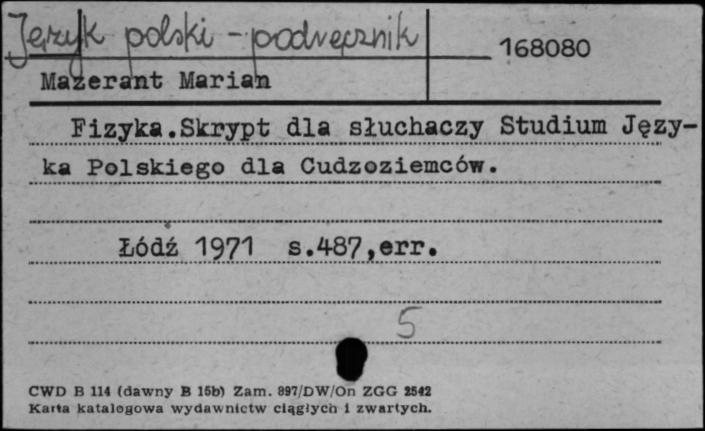 Język polski - podręcznik
168080
Mazerant Marian
Fizyka.Skrypt dla słuchaczy Studium Języ-
ka Polskiego dla Cudzoziemców.
Łódź 1971 s.487,err.
5
CWD B 114 (dawny B 15b) Zam. 897/DW/On ZGG 2542
Karta katalogowa wydawnictw ciągłych i zwartych.